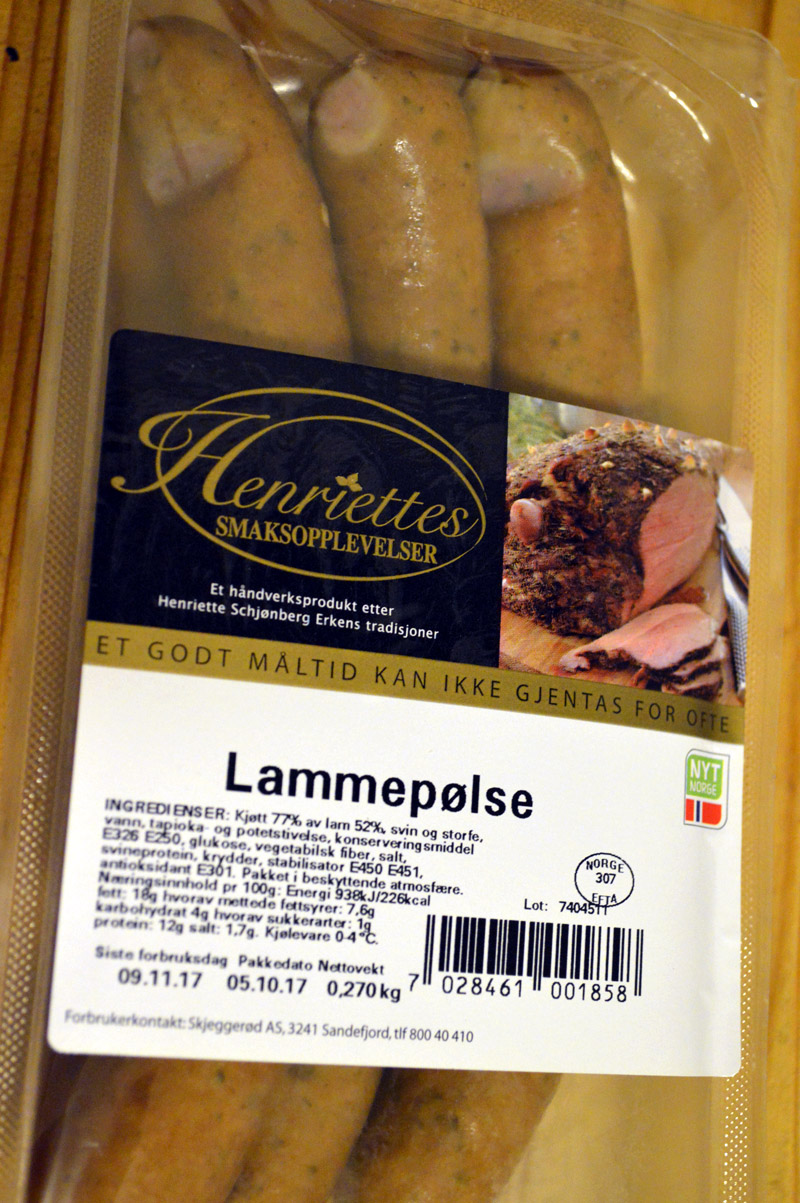 Henriettes
SMAKSOPPLEVELSER
Et håndverksprodukt etter
Henriette Schjønberg Erkens tradisjoner
ET GODT MÅLTID KAN IKKE GJENTAS FOR OFTE
Lammepølse
NYT
NORGE
INGREDIENSER: Kjøtt 77% av lam 52%, svin og storfe,
vann, tapioka- og potetstivelse, konserveringsmiddel
E326 E250, glukose, vegetabilsk fiber, salt,
svineprotein, krydder, stabilisator E450 E451,
antioksidant E301. Pakket i beskyttende atmosfære.
Næringsinnhold pr 100g: Energi 938kJ/226kcal
fett: 18g hvorav mettede fettsyrer: 7,6g
karbohydrat 4g hvorav sukkerarter: 1g
protein: 12g salt: 1,7g. Kjølevare 0-4°C.
NORGE
307
EFTA
Lot: 7404511
Siste forbruksdag Pakkedato Nettovekt
09.11.17 05.10.17 0,270kg
7 028461 001858
Forbrukerkontakt: Skjeggerød AS, 3241 Sandefjord, tlf 800 40 410